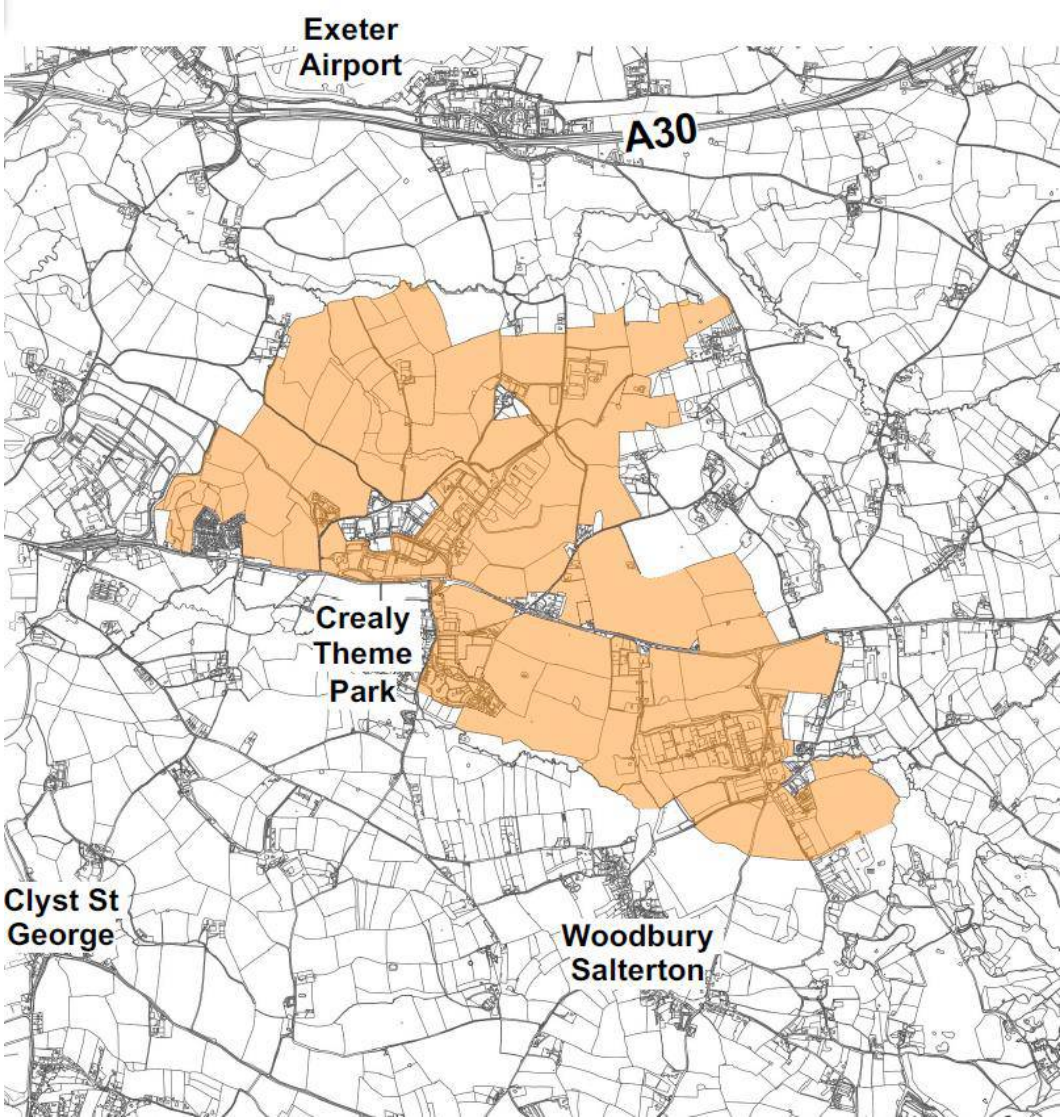 Exeter
Airport
A30
Crealy
Theme
Park
Clyst St
George
Woodbury
Salterton